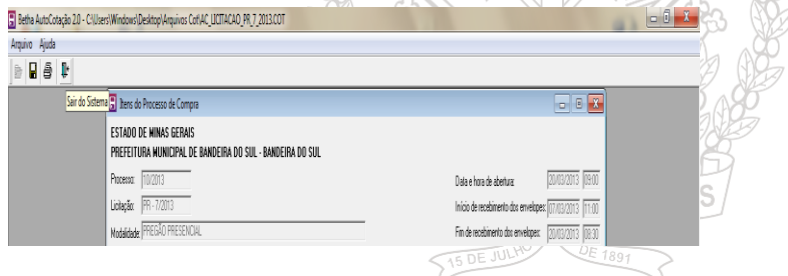 Betha AutoCotação 2.0 - C:\Users\Windows\Desktop\Arquivos Cot\AC_LICITACAO_PR_7_2013.COT
Arquivo Ajuda
Sair do Sistema
Itens do Processo de Compra
ESTADO DE MINAS GERAIS
PREFEITURA MUNICIPAL DE BANDEIRA DO SUL - BANDEIRA DO SUL
Processo: 10/2013
Data e hora de abertura: 20/03/2013 09:00
Licitação: PR - 7/2013
Início de recebimento dos envelopes: 07/03/2013 11:00
Modalidade: PREGÃO PRESENCIAL
Fim de recebimento dos envelopes: 20/03/2013 08:30
S
15 DE JULHO DE 1891